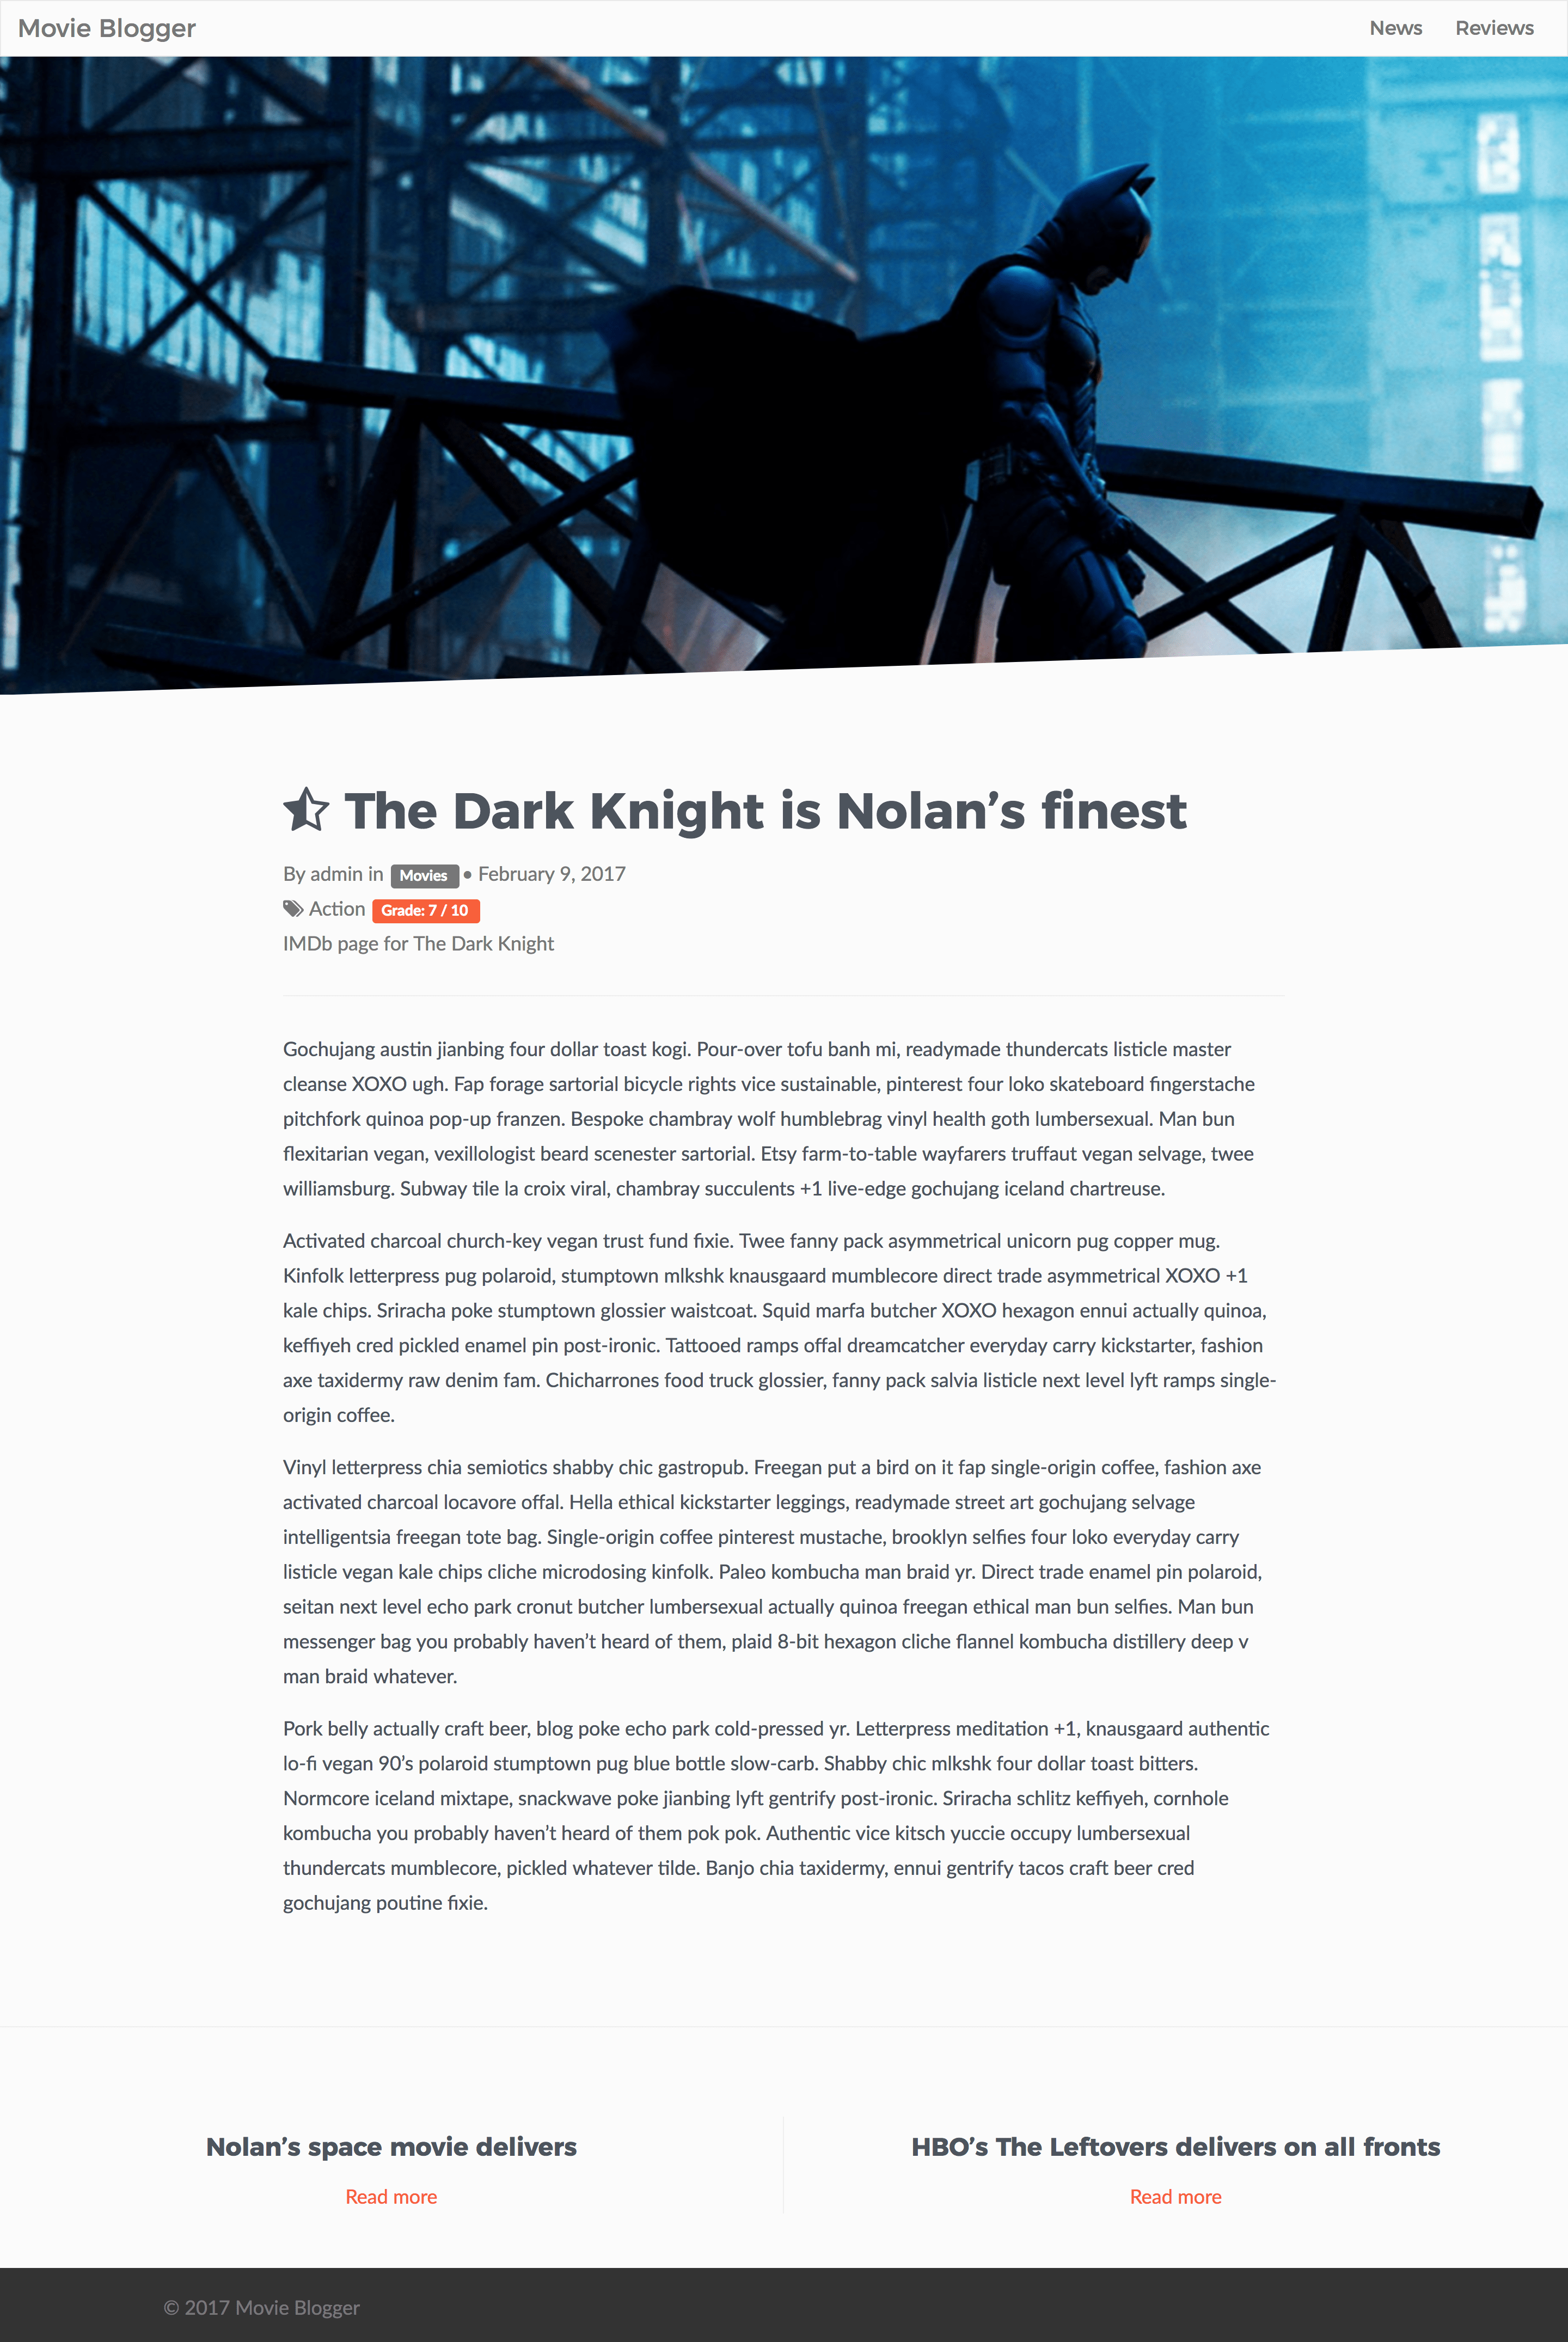 Movie Blogger
News Reviews
The Dark Knight is Nolan’s finest
By admin in Movies • February 9, 2017
Action Grade: 7 / 10
IMDb page for The Dark Knight
Gochujang austin jianbing four dollar toast kogi. Pour-over tofu banh mi, readymade thundercats listicle master
cleanse XOXO ugh. Fap forage sartorial bicycle rights vice sustainable, pinterest four loko skateboard fingerstache
pitchfork quinoa pop-up franzen. Bespoke chambray wolf humblebrag vinyl health goth lumbersexual. Man bun
flexitarian vegan, vexillologist beard scenester sartorial. Etsy farm-to-table wayfarers truffaut vegan selvage, twee
williamsburg. Subway tile la croix viral, chambray succulents +1 live-edge gochujang iceland chartreuse.
Activated charcoal church-key vegan trust fund fixie. Twee fanny pack asymmetrical unicorn pug copper mug.
Kinfolk letterpress pug polaroid, stumptown mlkshk knausgaard mumblecore direct trade asymmetrical XOXO +1
kale chips. Sriracha poke stumptown glossier waistcoat. Squid marfa butcher XOXO hexagon ennui actually quinoa,
keffiyeh cred pickled enamel pin post-ironic. Tattooed ramps offal dreamcatcher everyday carry kickstarter, fashion
axe taxidermy raw denim fam. Chicharrones food truck glossier, fanny pack salvia listicle next level lyft ramps single-
origin coffee.
Vinyl letterpress chia semiotics shabby chic gastropub. Freegan put a bird on it fap single-origin coffee, fashion axe
activated charcoal locavore offal. Hella ethical kickstarter leggings, readymade street art gochujang selvage
intelligentsia freegan tote bag. Single-origin coffee pinterest mustache, brooklyn selfies four loko everyday carry
listicle vegan kale chips cliche microdosing kinfolk. Paleo kombucha man braid yr. Direct trade enamel pin polaroid,
seitan next level echo park cronut butcher lumbersexual actually quinoa freegan ethical man bun selfies. Man bun
messenger bag you probably haven’t heard of them, plaid 8-bit hexagon cliche flannel kombucha distillery deep v
man braid whatever.
Pork belly actually craft beer, blog poke echo park cold-pressed yr. Letterpress meditation +1, knausgaard authentic
lo-fi vegan 90’s polaroid stumptown pug blue bottle slow-carb. Shabby chic mlkshk four dollar toast bitters.
Normcore iceland mixtape, snackwave poke jianbing lyft gentrify post-ironic. Sriracha schlitz keffiyeh, cornhole
kombucha you probably haven’t heard of them pok pok. Authentic vice kitsch yuccie occupy lumbersexual
thundercats mumblecore, pickled whatever tilde. Banjo chia taxidermy, ennui gentrify tacos craft beer cred
gochujang poutine fixie.
Nolan’s space movie delivers
Read more
HBO’s The Leftovers delivers on all fronts
Read more
© 2017 Movie Blogger